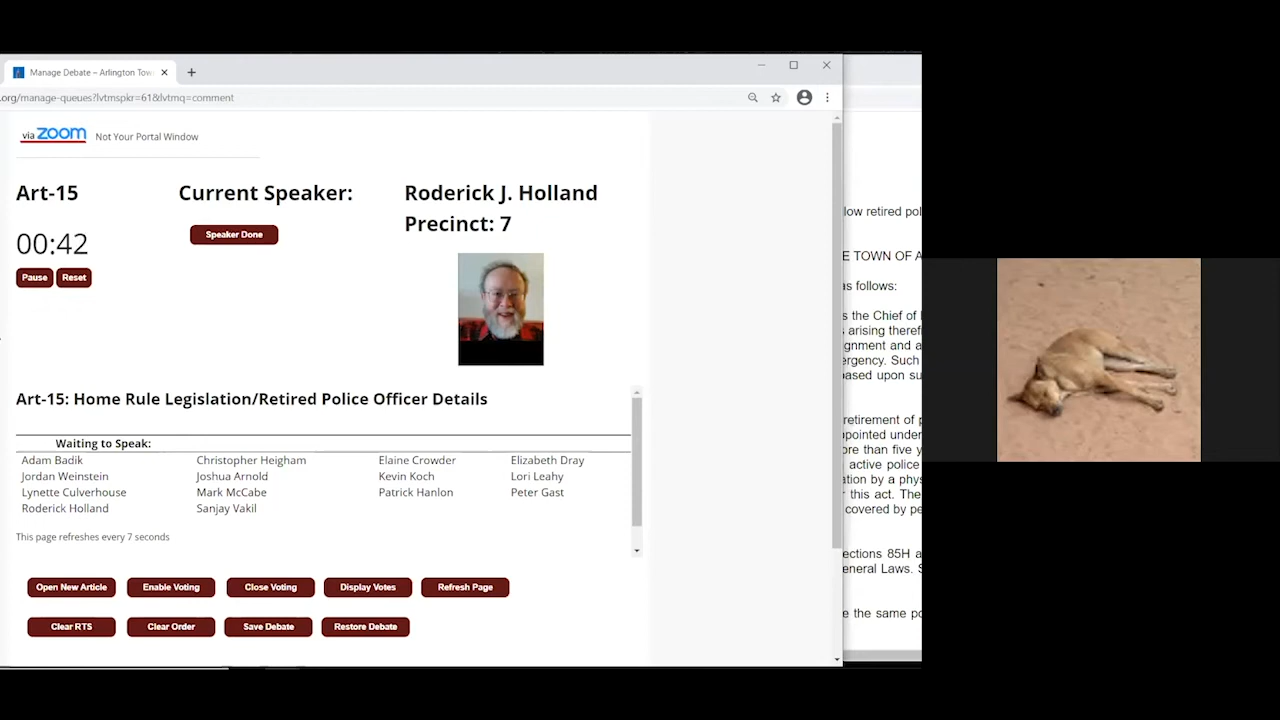 Manage Debate – Arlington Tow
.org/manage-queues?lvtmspkr=61&lvtmq=comment
via zoom Not Your Portal Window
Art-15 Current Speaker: Roderick J. Holland
Precinct: 7
Speaker Done
00:42
Pause Reset
Art-15: Home Rule Legislation/Retired Police Officer Details
Waiting to Speak:
Adam Badik Christopher Heigham Elaine Crowder Elizabeth Dray
Jordan Weinstein Joshua Arnold Kevin Koch Lori Leahy
Lynette Culverhouse Mark McCabe Patrick Hanlon Peter Gast
Roderick Holland Sanjay Vakil
This page refreshes every 7 seconds
Open New Article Enable Voting Close Voting Display Votes Refresh Page
Clear RTS Clear Order Save Debate Restore Debate
low retired pol
E TOWN OF A
as follows:
s the Chief of
s arising theref
gnment and a
ergency. Such
based upon su
retirement of p
ppointed under
ore than five y
active police
ation by a phys
r this act. The
covered by pe
ections 85H a
eneral Laws. S
e the same po